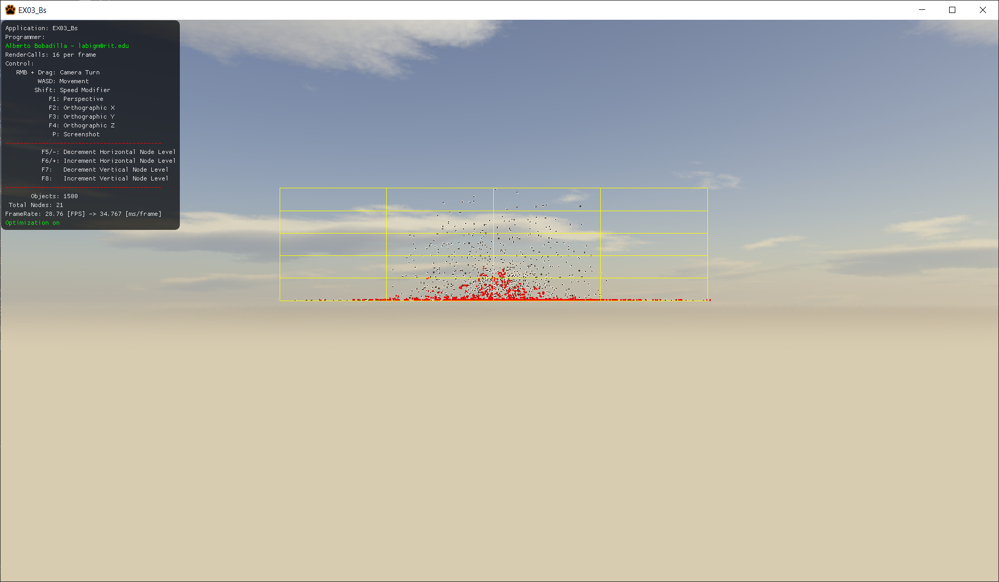 EX03_Bs
Application: EX03_Bs
Programmer:
Alberto Bobadilla - labigm@rit.edu
RenderCalls: 16 per frame
Control:
RMB + Drag: Camera Turn
WASD: Movement
Shift: Speed Modifier
F1: Perspective
F2: Orthographic X
F3: Orthographic Y
F4: Orthographic Z
P: Screenshot
-------------------------------------------
F5/-: Decrement Horizontal Node Level
F6/+: Increment Horizontal Node Level
F7: Decrement Vertical Node Level
F8: Increment Vertical Node Level
-------------------------------------------
Objects: 1500
Total Nodes: 21
FrameRate: 28.76 [FPS] -> 34.767 [ms/frame]
Optimization on